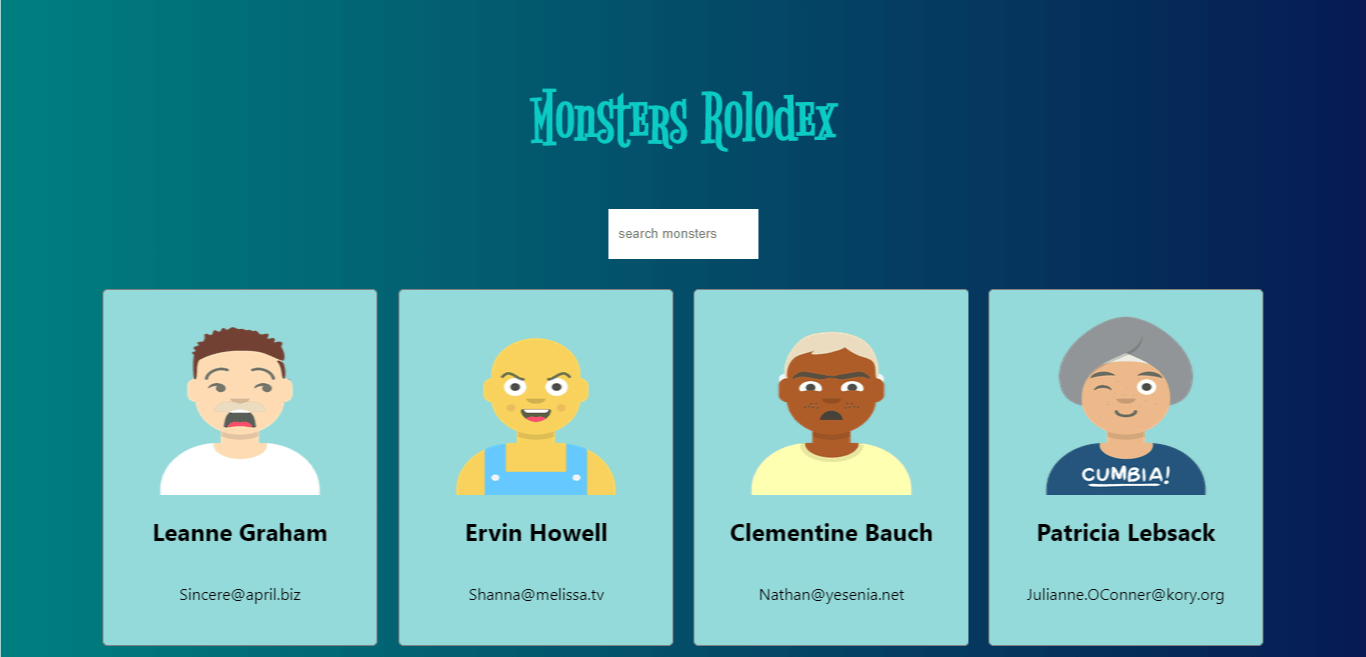 Monsters Rolodex
search monsters
CUMBIA!
Leanne Graham
Ervin Howell
Clementine Bauch
Patricia Lebsack
Sincere@april.biz
Shanna@melissa.tv
Nathan@yesenia.net
Julianne.OConner@kory.org